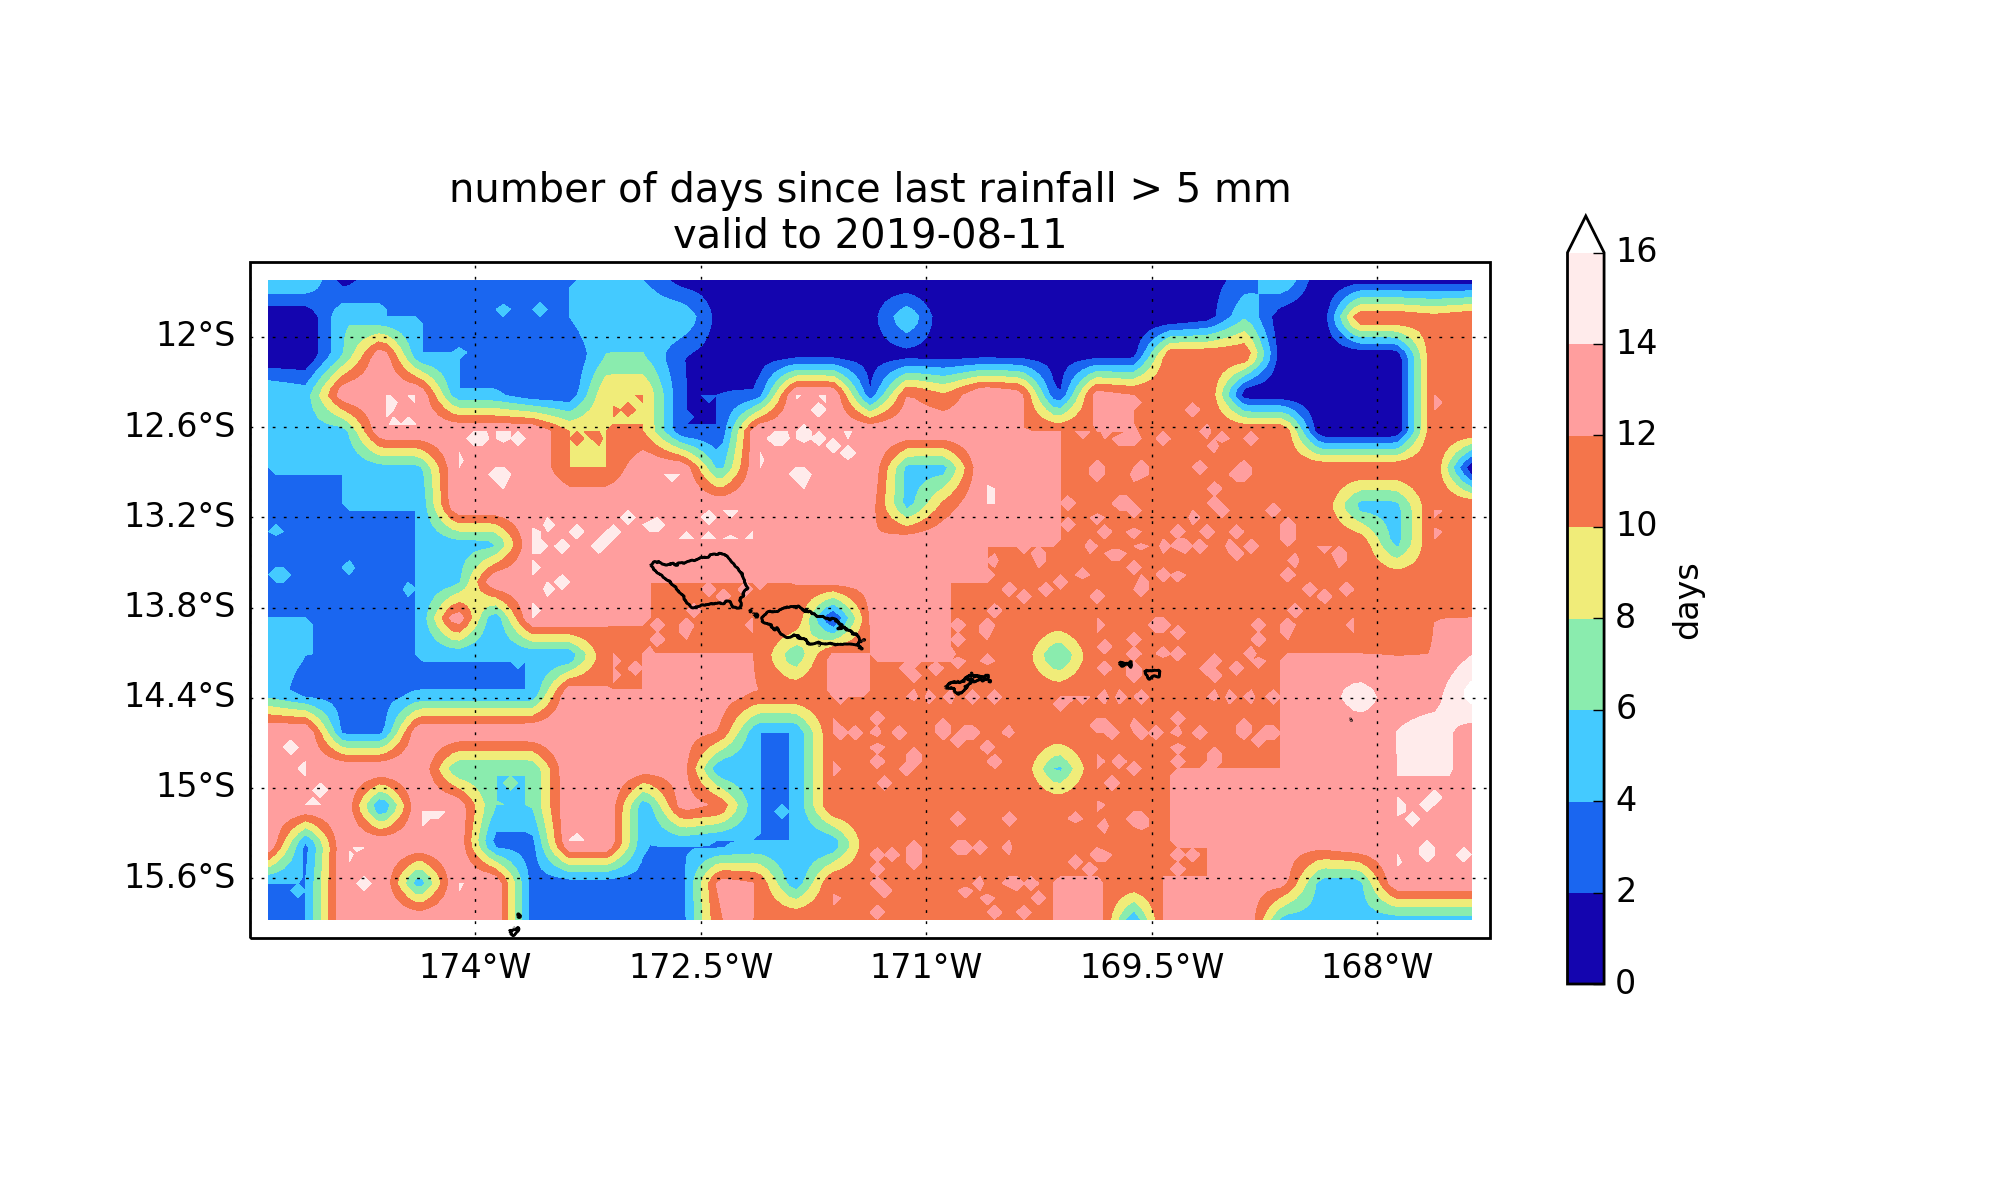 number of days since last rainfall > 5 mm
valid to 2019-08-11
12°S
12.6°S
13.2°S
13.8°S
14.4°S
15°S
15.6°S
174°W
172.5°W
171°W
169.5°W
168°W
16
14
12
10
8
6
4
2
0
days